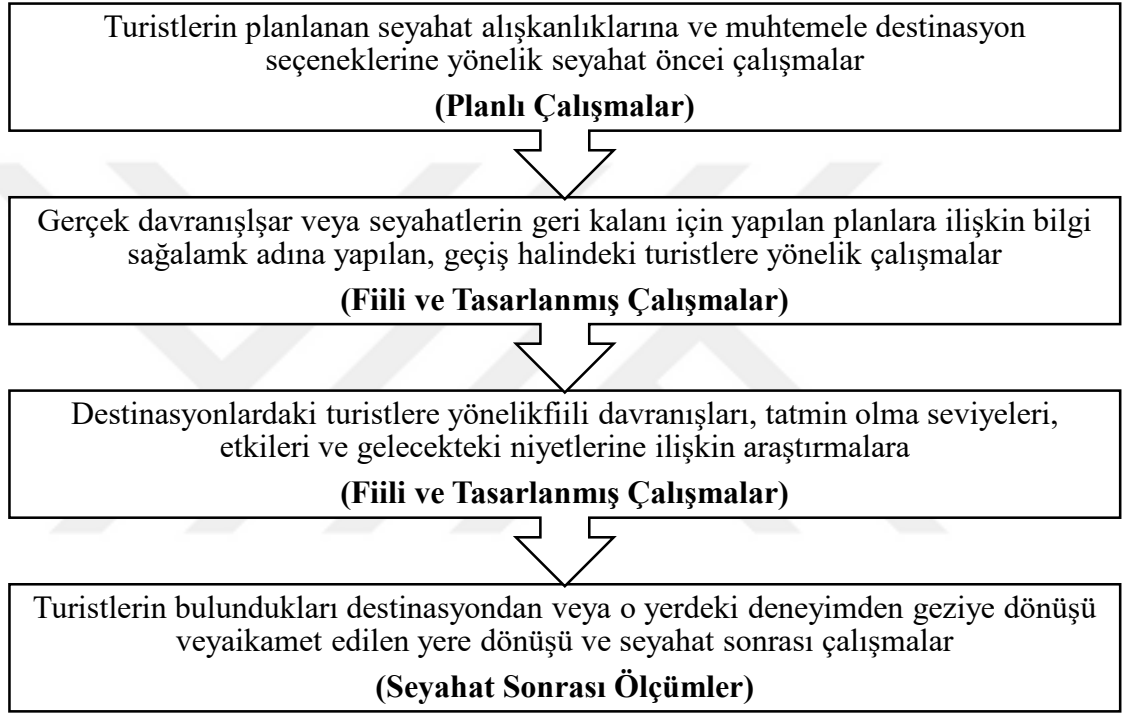 Turistlerin planlanan seyahat alışkanlıklarına ve muhtemele destinasyon
seçeneklerine yönelik seyahat öncei çalışmalar
(Planlı Çalışmalar)
Gerçek davranışlşar veya seyahatlerin geri kalanı için yapılan planlara ilişkin bilgi
sağalamk adına yapılan, geçiş halindeki turistlere yönelik çalışmalar
(Fiili ve Tasarlanmış Çalışmalar)
Destinasyonlardaki turistlere yönelikfiili davranışları, tatmin olma seviyeleri,
etkileri ve gelecekteki niyetlerine ilişkin araştırmalara
(Fiili ve Tasarlanmış Çalışmalar)
Turistlerin bulundukları destinasyondan veya o yerdeki deneyimden geziye dönüşü
veyaikamet edilen yere dönüşü ve seyahat sonrası çalışmalar
(Seyahat Sonrası Ölçümler)